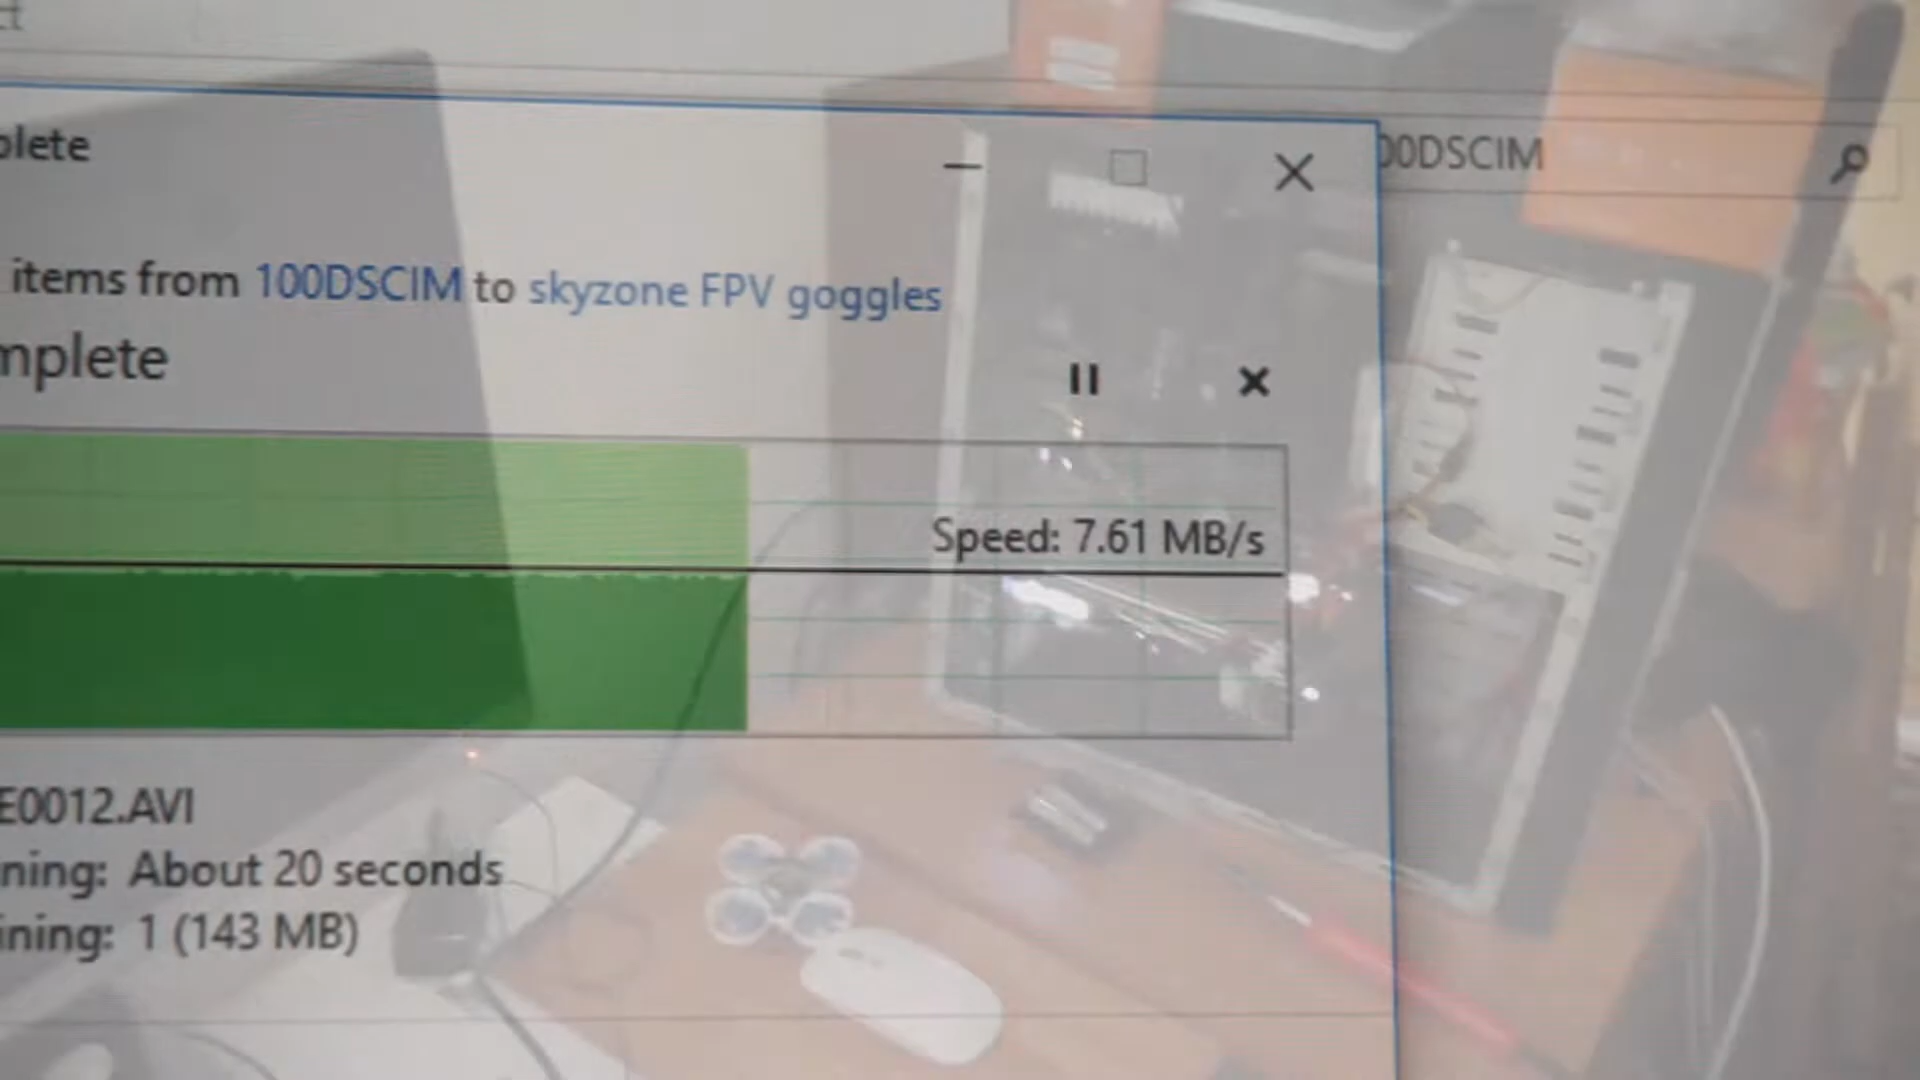 ct
plete
00DSCIM
items from 100DSCIM to skyzone FPV goggles
mplete
Speed: 7.61 MB/s
E0012.AVI
ning: About 20 seconds
ining: 1 (143 MB)